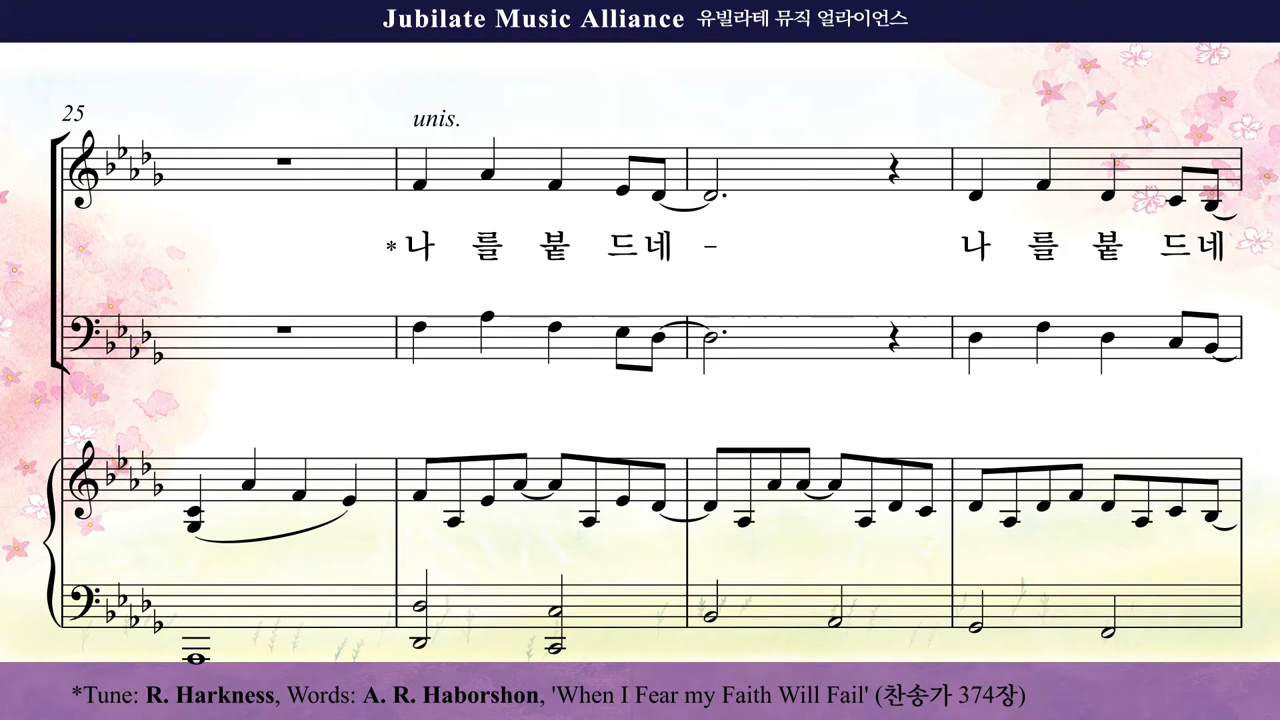 Jubilate Music Alliance 유빌라테 뮤직 얼라이언스
25
unis.
*나 를 붙 드네 - 나 를 붙 드네
*Tune: R. Harkness, Words: A. R. Haborshon, 'When I Fear my Faith Will Fail' (찬송가 374장)